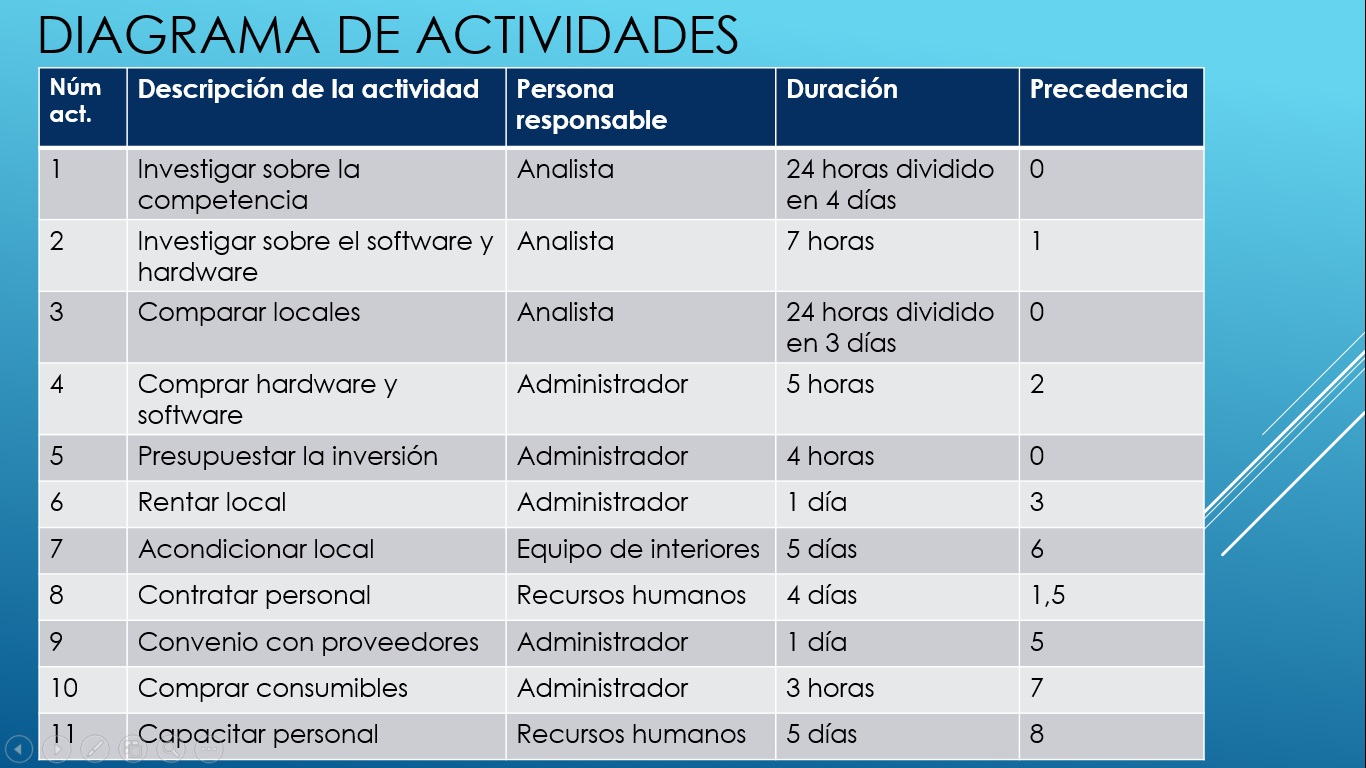 DIAGRAMA DE ACTIVIDADES
Núm act. Descripción de la actividad Persona responsable Duración Precedencia
1 Investigar sobre la competencia Analista 24 horas dividido en 4 días 0
2 Investigar sobre el software y hardware Analista 7 horas 1
3 Comparar locales Analista 24 horas dividido en 3 días 0
4 Comprar hardware y software Administrador 5 horas 2
5 Presupuestar la inversión Administrador 4 horas 0
6 Rentar local Administrador 1 día 3
7 Acondicionar local Equipo de interiores 5 días 6
8 Contratar personal Recursos humanos 4 días 1,5
9 Convenio con proveedores Administrador 1 día 5
10 Comprar consumibles Administrador 3 horas 7
11 Capacitar personal Recursos humanos 5 días 8